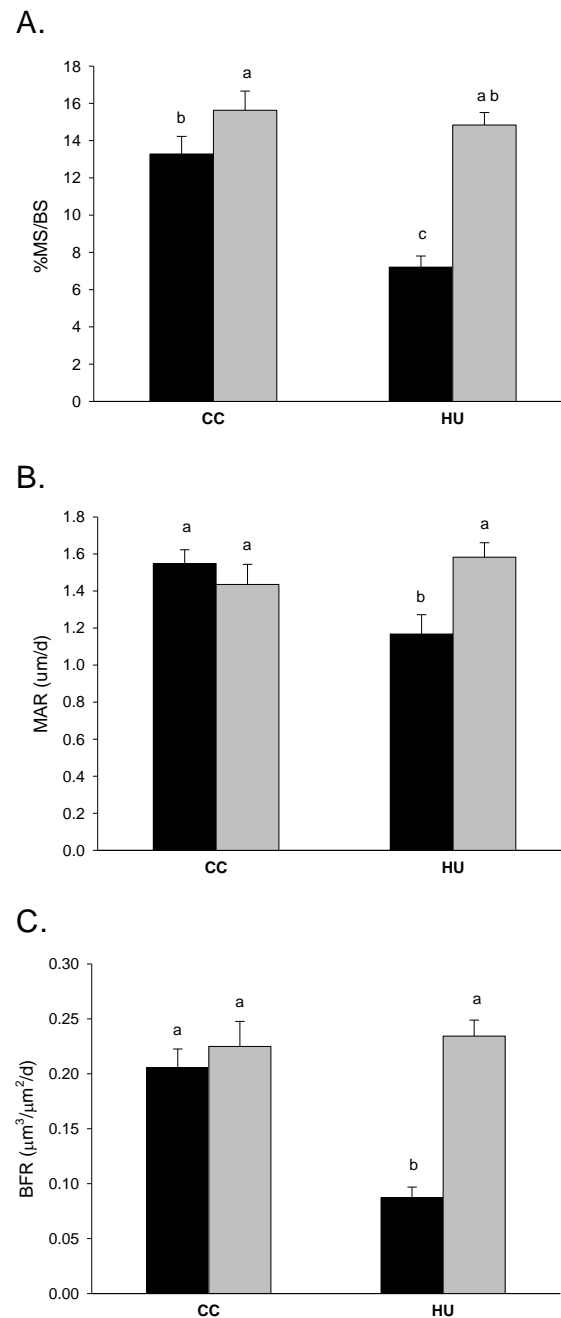 A.
18
16
14
12
10
8
6
4
2
0
%MS/BS
b
a
c
a b
CC
HU
B.
1.8
1.6
1.4
1.2
1.0
0.8
0.6
0.4
0.2
0.0
MAR (um/d)
a
a
b
a
CC
HU
C.
0.30
0.25
0.20
0.15
0.10
0.05
0.00
BFR (μm³/μm²/d)
a
a
b
a
CC
HU